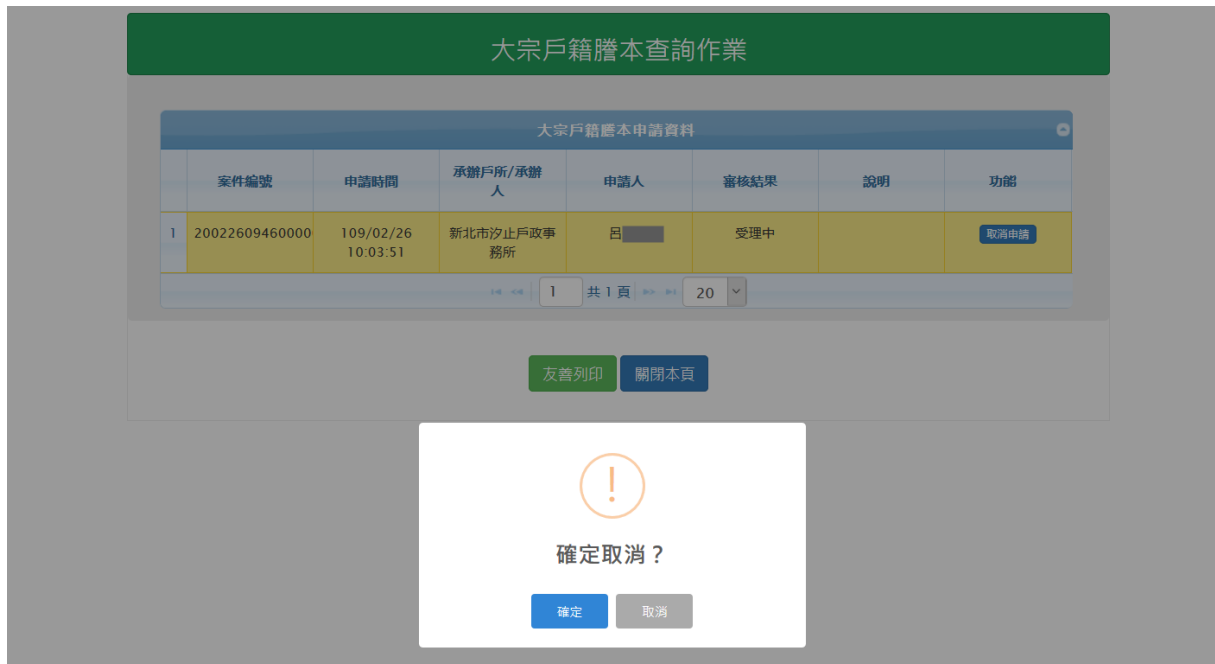 大宗戶籍謄本查詢作業
大宗戶籍謄本申請資料
案件編號 申請時間 承辦戶所/承辦人 申請人 審核結果 說明 功能
1 20022609460000 109/02/26 10:03:51 新北市汐止戶政事務所 呂 受理中 取消申請
1 共 1 頁 20
友善列印 關閉本頁
!
確定取消？
確定 取消